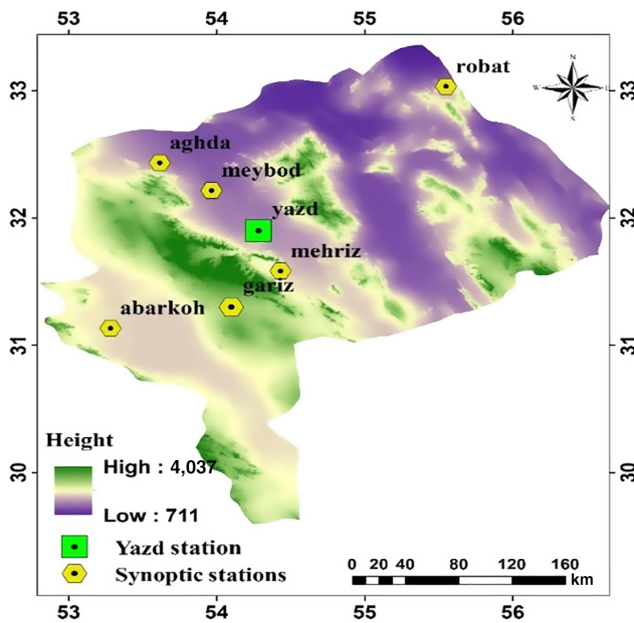 53 54 55 56
robat
N
W
S
33 33
aghda
meybod
32 32
yazd
mehriz
gariz
abarkoh
31 31
Height
High : 4,037
30 30
Low : 711
Yazd station
Synoptic stations
0 20 40 80 120 160
km
53 54 55 56